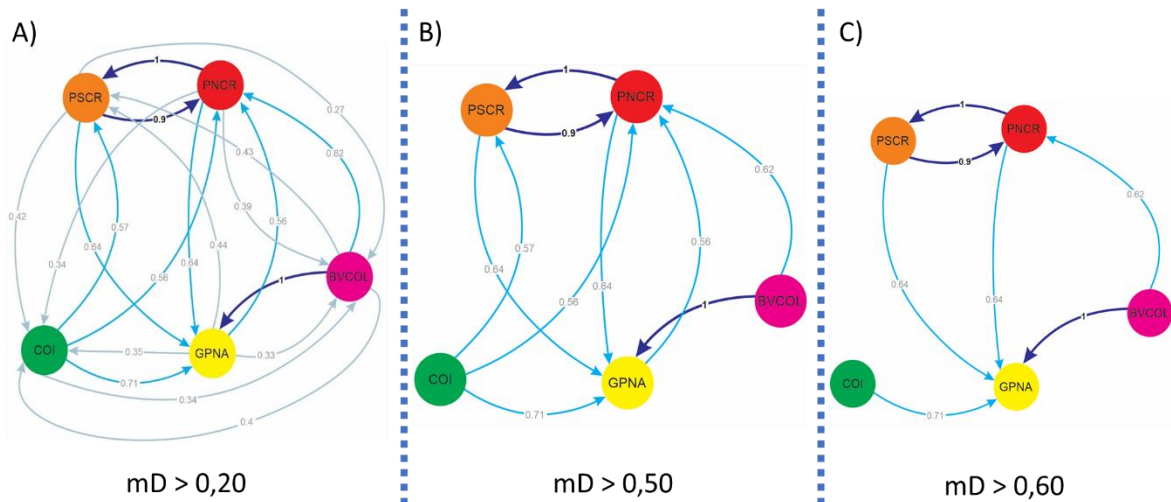 A)
1
PSCR
PNCR
0.9
0.27
0.43
0.62
0.42
0.39
0.57
0.56
0.34
0.64
0.44
0.64
0.56
BVCOL
1
COI
0.35
GPNA
0.33
0.71
0.34
0.4
mD > 0,20
B)
1
PSCR
PNCR
0.9
0.62
0.57
0.56
0.64
0.64
0.56
1
BVCOL
COI
GPNA
0.71
mD > 0,50
C)
1
PSCR
PNCR
0.9
0.62
0.64
0.64
1
BVCOL
COI
GPNA
0.71
mD > 0,60